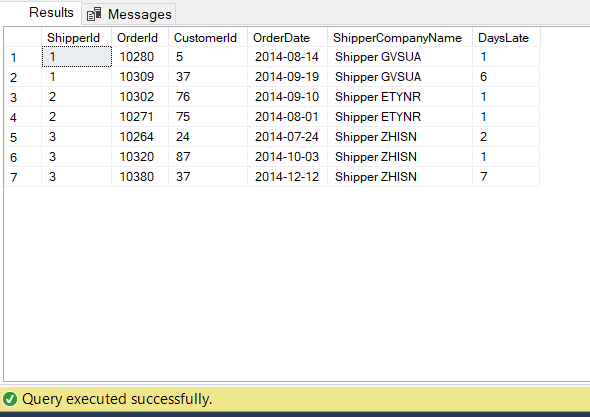 Results Messages
ShipperId OrderId CustomerId OrderDate ShipperCompanyName DaysLate
1 1 10280 5 2014-08-14 Shipper GVSUA 1
2 1 10309 37 2014-09-19 Shipper GVSUA 6
3 2 10302 76 2014-09-10 Shipper ETYNR 1
4 2 10271 75 2014-08-01 Shipper ETYNR 1
5 3 10264 24 2014-07-24 Shipper ZHISN 2
6 3 10320 87 2014-10-03 Shipper ZHISN 1
7 3 10380 37 2014-12-12 Shipper ZHISN 7
Query executed successfully.